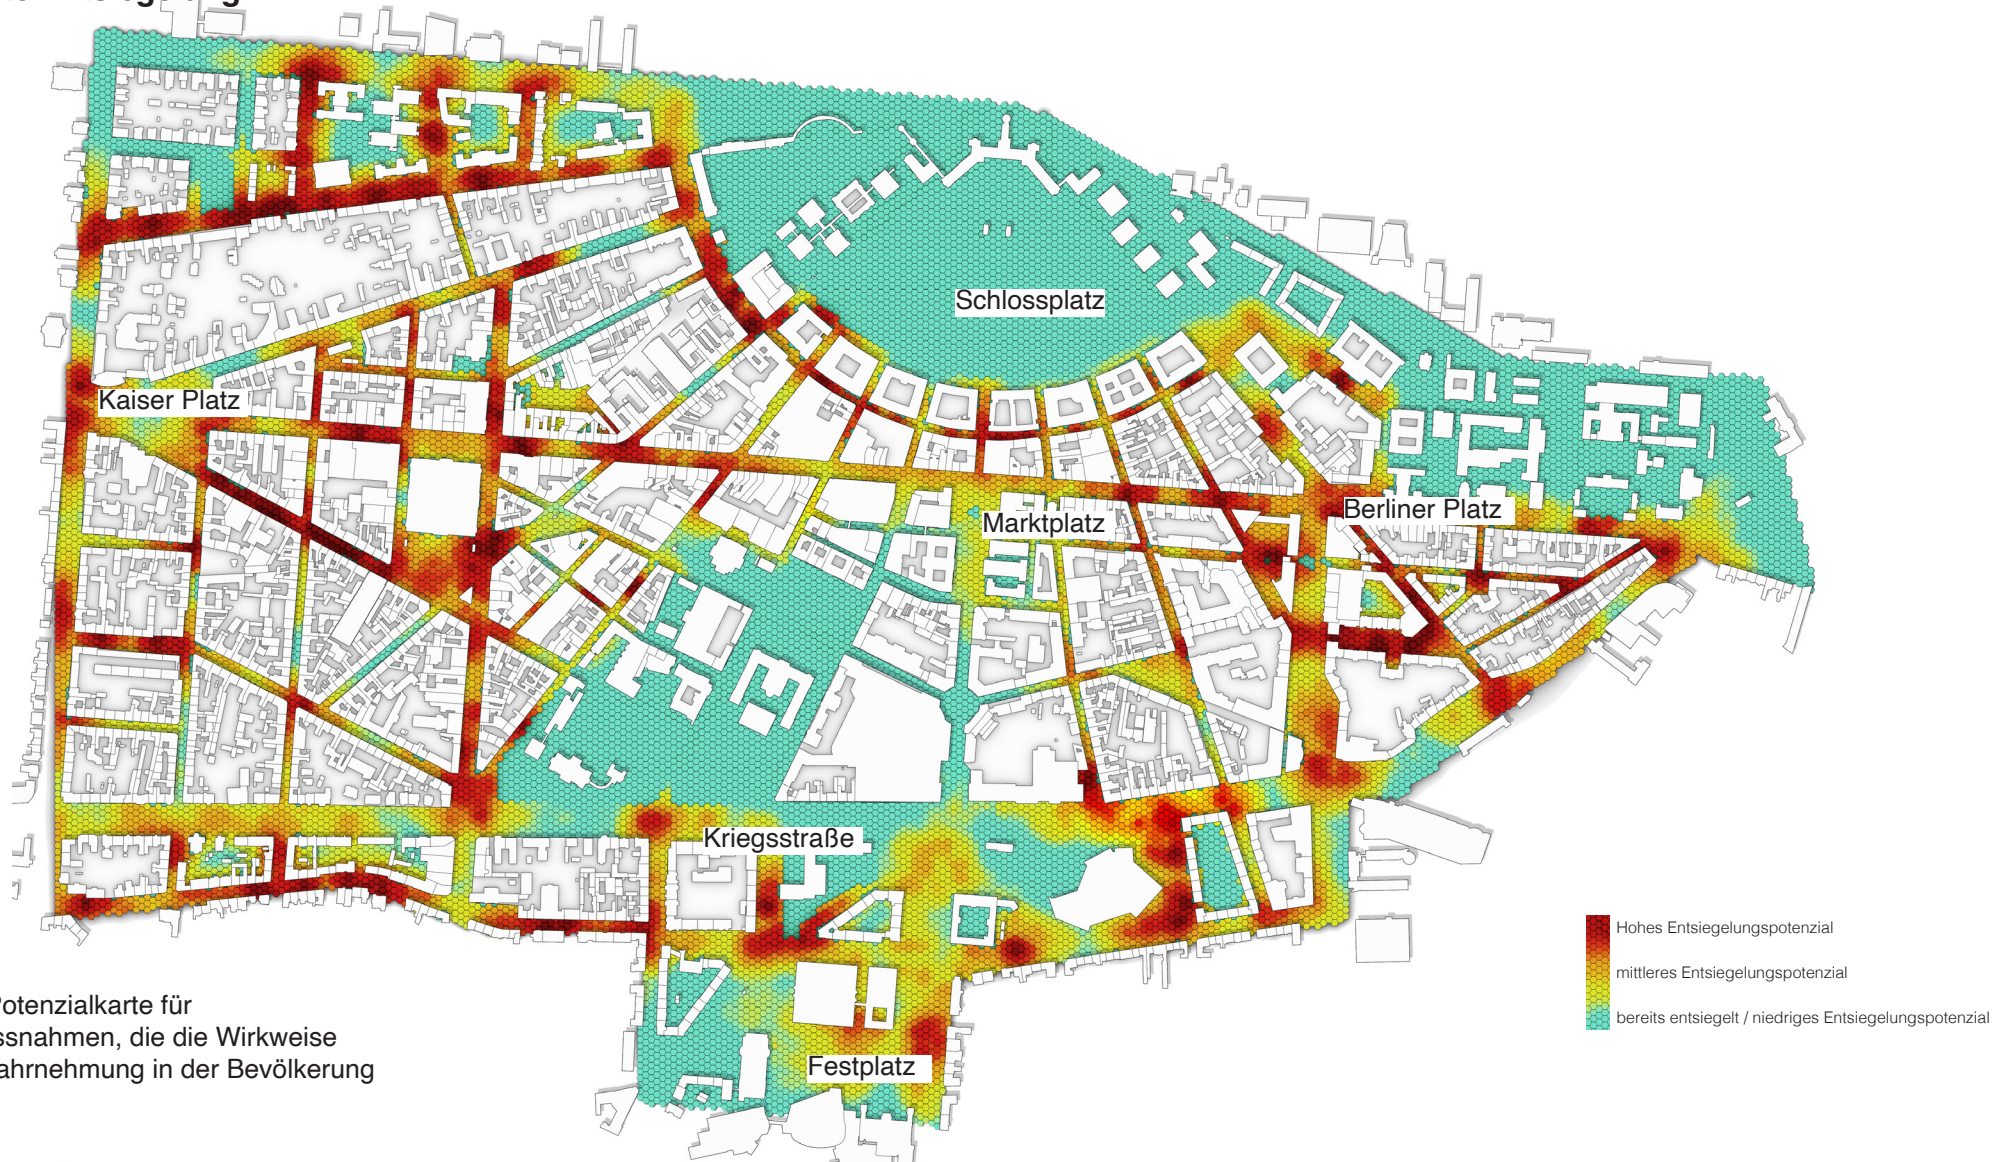 Schlossplatz
Kaiser Platz
Berliner Platz
Marktplatz
Kriegsstraße
Hohes Entsiegelungspotenzial
mittleres Entsiegelungspotenzial
bereits entsiegelt / niedriges Entsiegelungspotenzial
Potenzialkarte für
ssnahmen, die die Wirkweise
ahrnehmung in der Bevölkerung
Festplatz